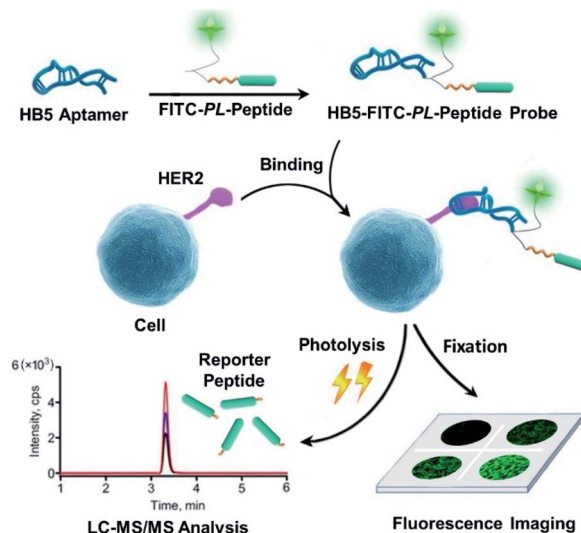 HB5 Aptamer
FITC-PL-Peptide
HB5-FITC-PL-Peptide Probe
Binding
HER2
Cell
Photolysis
Fixation
Reporter
Peptide
6 (×10³)
4
2
0
Intensity, cps
1 2 3 4 5 6
Time, min
LC-MS/MS Analysis
Fluorescence Imaging